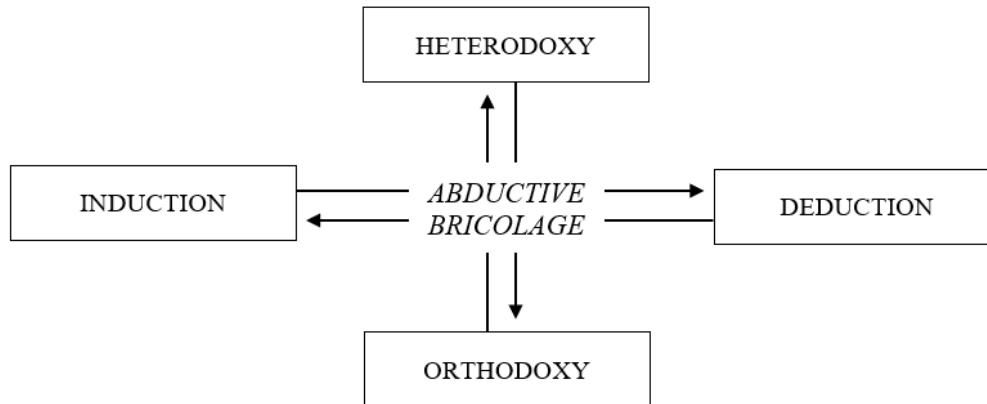 HETERODOXY
INDUCTION
ABDUCTIVE
BRICOLAGE
DEDUCTION
ORTHODOXY